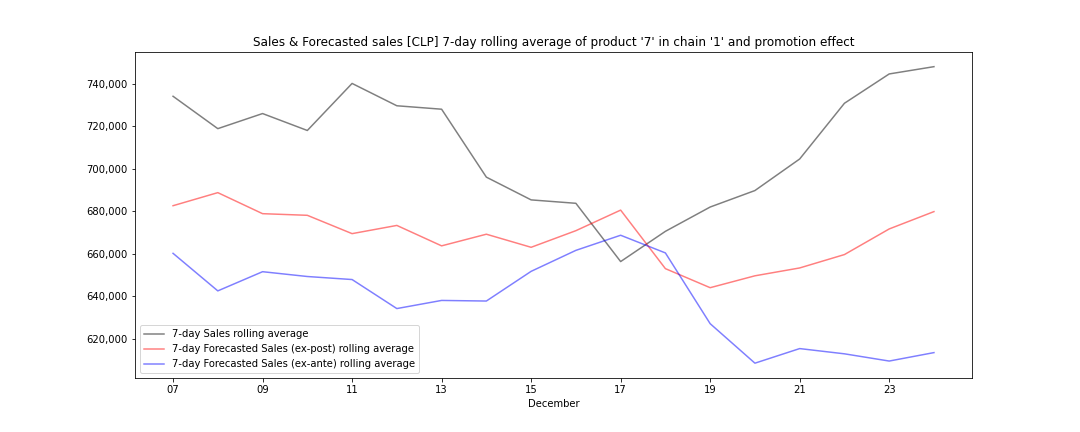 Sales & Forecasted sales [CLP] 7-day rolling average of product '7' in chain '1' and promotion effect
740,000
720,000
700,000
680,000
660,000
640,000
620,000
7-day Sales rolling average
7-day Forecasted Sales (ex-post) rolling average
7-day Forecasted Sales (ex-ante) rolling average
07 09 11 13 15 17 19 21 23
December